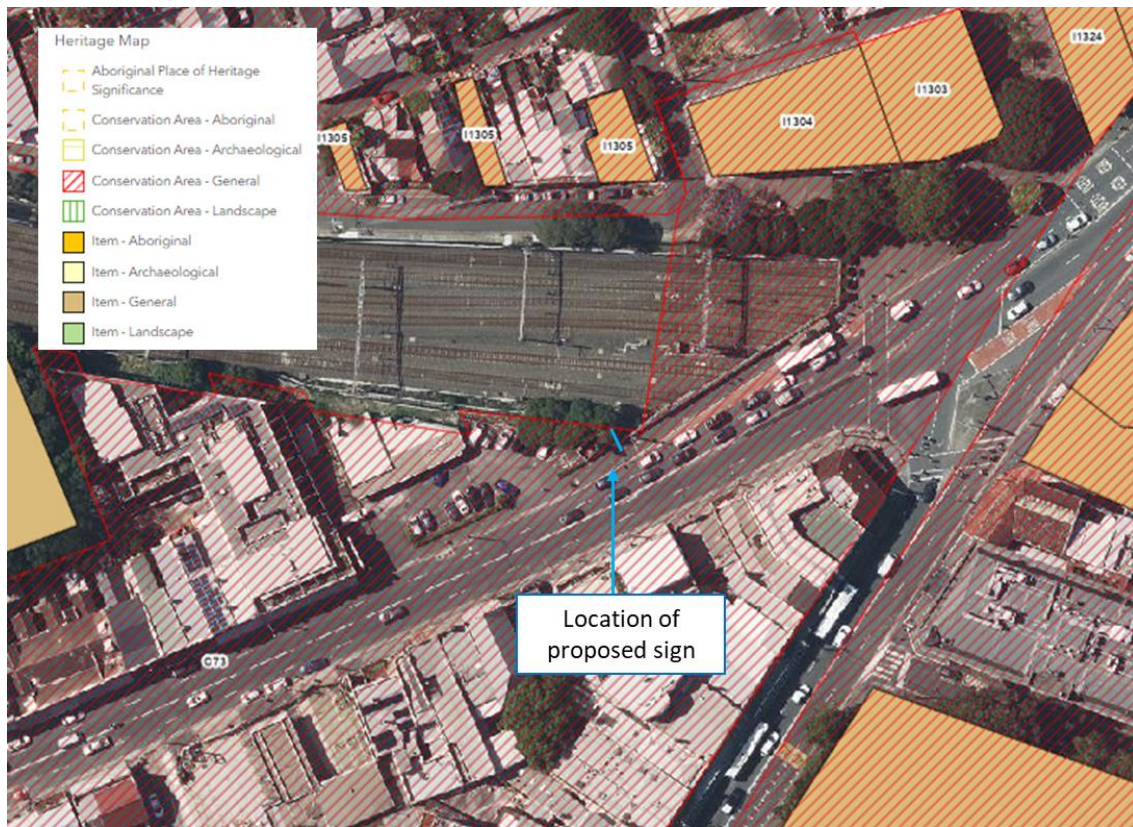 Heritage Map
Aboriginal Place of Heritage
Significance
Conservation Area - Aboriginal
Conservation Area - Archaeological
Conservation Area - General
Conservation Area - Landscape
Item - Aboriginal
Item - Archaeological
Item - General
Item - Landscape
I1324
I1303
I1304
I1305
I1305
I1305
Location of
proposed sign
C73